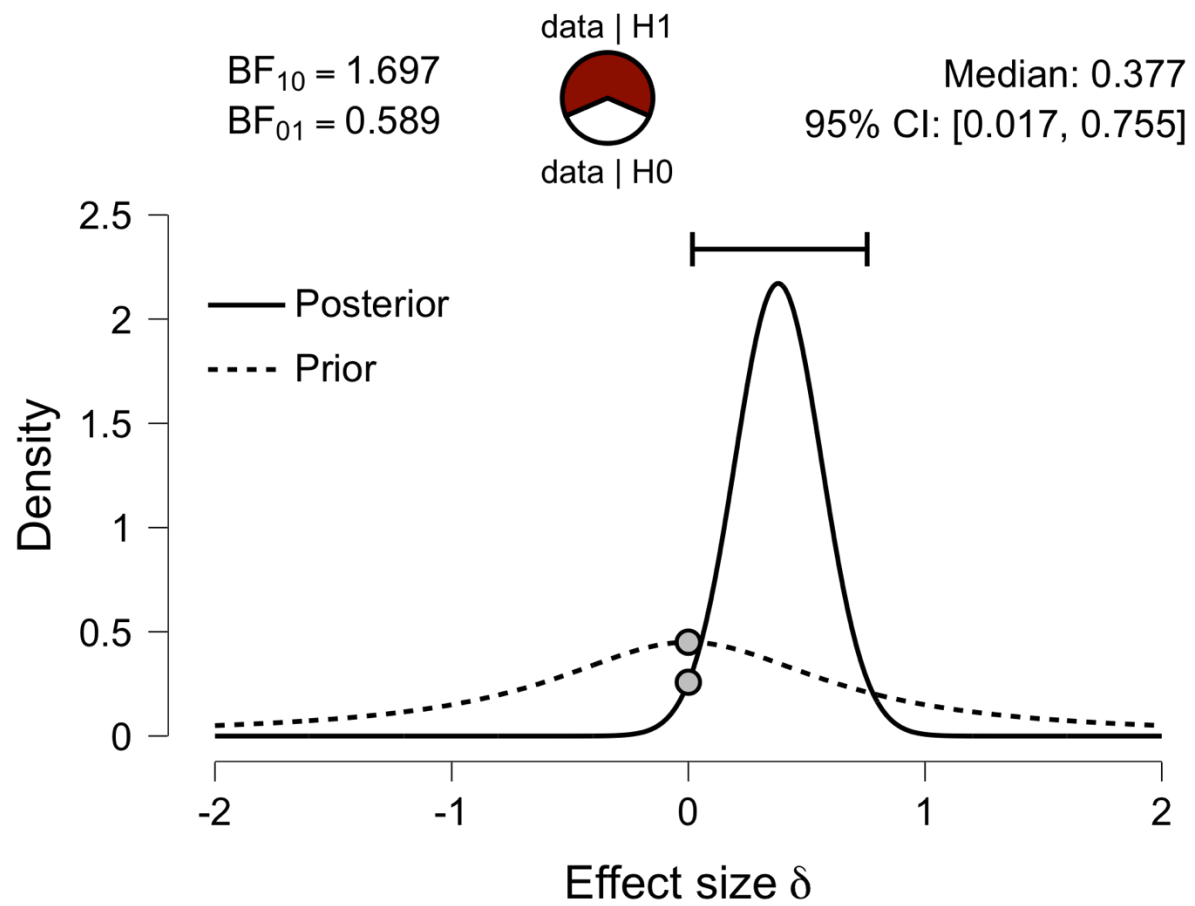 data | H1
BF₁₀ = 1.697
BF₀₁ = 0.589
Median: 0.377
95% CI: [0.017, 0.755]
data | H0
2.5
2
1.5
1
0.5
0
Density
Posterior
Prior
-2
-1
0
1
2
Effect size δ